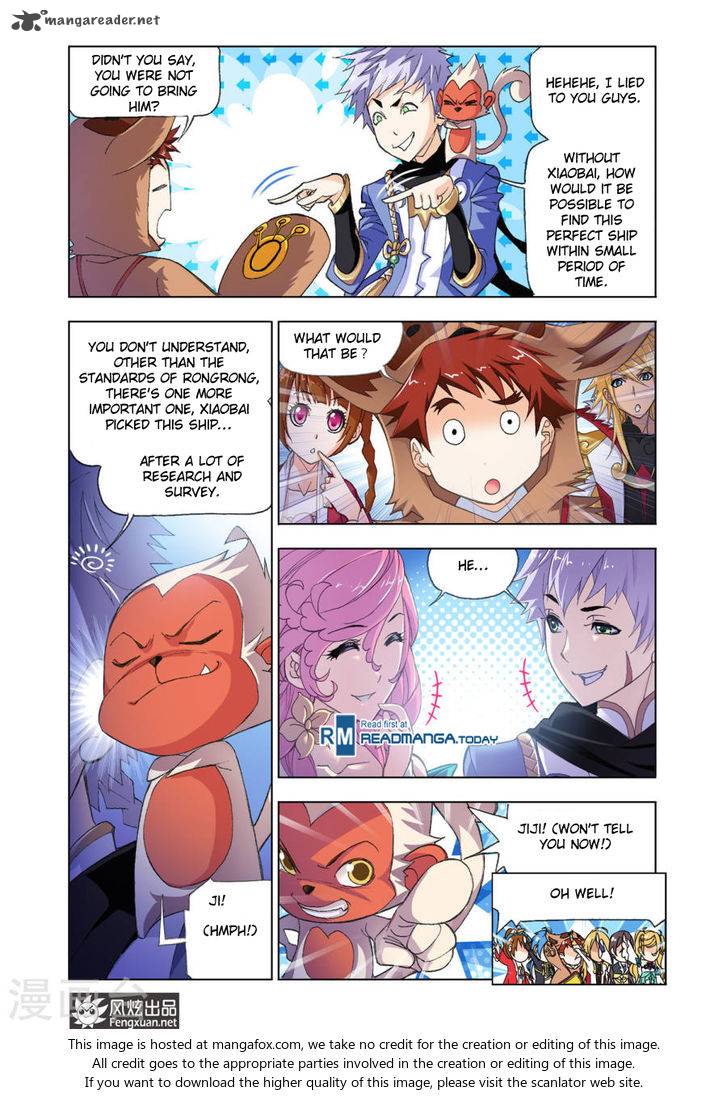 mangareader.net
DIDN'T YOU SAY,
YOU WERE NOT
GOING TO BRING
HIM?
HEHEHE, I LIED
TO YOU GUYS.
WITHOUT
XIAOBAI, HOW
WOULD IT BE
POSSIBLE TO
FIND THIS
PERFECT SHIP
WITHIN SMALL
PERIOD OF
TIME.
YOU DON'T UNDERSTAND,
OTHER THAN THE
STANDARDS OF RONGRONG,
THERE'S ONE MORE
IMPORTANT ONE, XIAOBAI
PICKED THIS SHIP...
AFTER A LOT OF
RESEARCH AND
SURVEY.
WHAT WOULD
THAT BE?
HE...
RM Read first at
READMANGA.TODAY
JI!
(HMPH!)
JIJI! (WON'T TELL
YOU NOW!)
OH WELL!
漫画台
风炫出品
Fengxuan.net
This image is hosted at mangafox.com, we take no credit for the creation or editing of this image.
All credit goes to the appropriate parties involved in the creation or editing of this image.
If you want to download the higher quality of this image, please visit the scanlator web site.